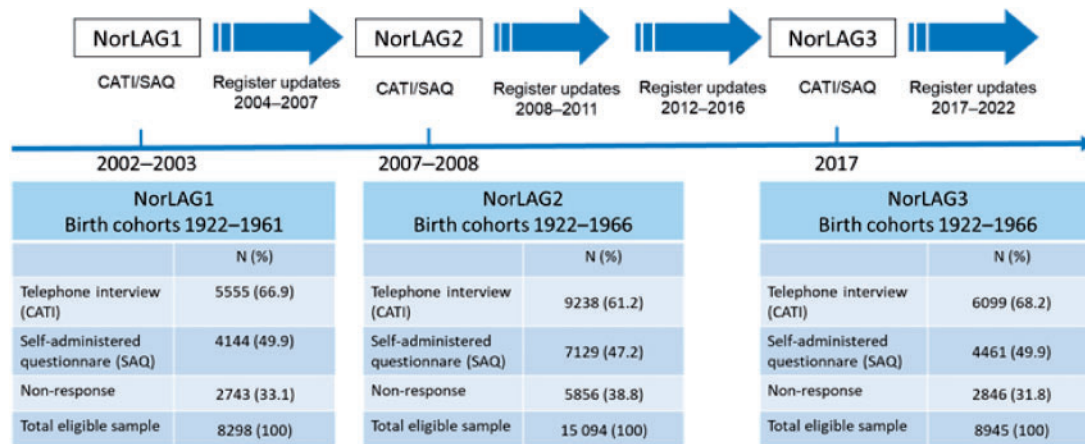 NorLAG1
NorLAG2
NorLAG3
CATI/SAQ
Register updates
2004–2007
CATI/SAQ
Register updates
2008–2011
Register updates
2012–2016
CATI/SAQ
Register updates
2017–2022
2002–2003
2007–2008
2017
NorLAG1
Birth cohorts 1922–1961
N (%)
Telephone interview
(CATI)
5555 (66.9)
Self-administered
questionnare (SAQ)
4144 (49.9)
Non-response
2743 (33.1)
Total eligible sample
8298 (100)
NorLAG2
Birth cohorts 1922–1966
N (%)
Telephone interview
(CATI)
9238 (61.2)
Self-administered
questionnare (SAQ)
7129 (47.2)
Non-response
5856 (38.8)
Total eligible sample
15 094 (100)
NorLAG3
Birth cohorts 1922–1966
N (%)
Telephone interview
(CATI)
6099 (68.2)
Self-administered
questionnare (SAQ)
4461 (49.9)
Non-response
2846 (31.8)
Total eligible sample
8945 (100)